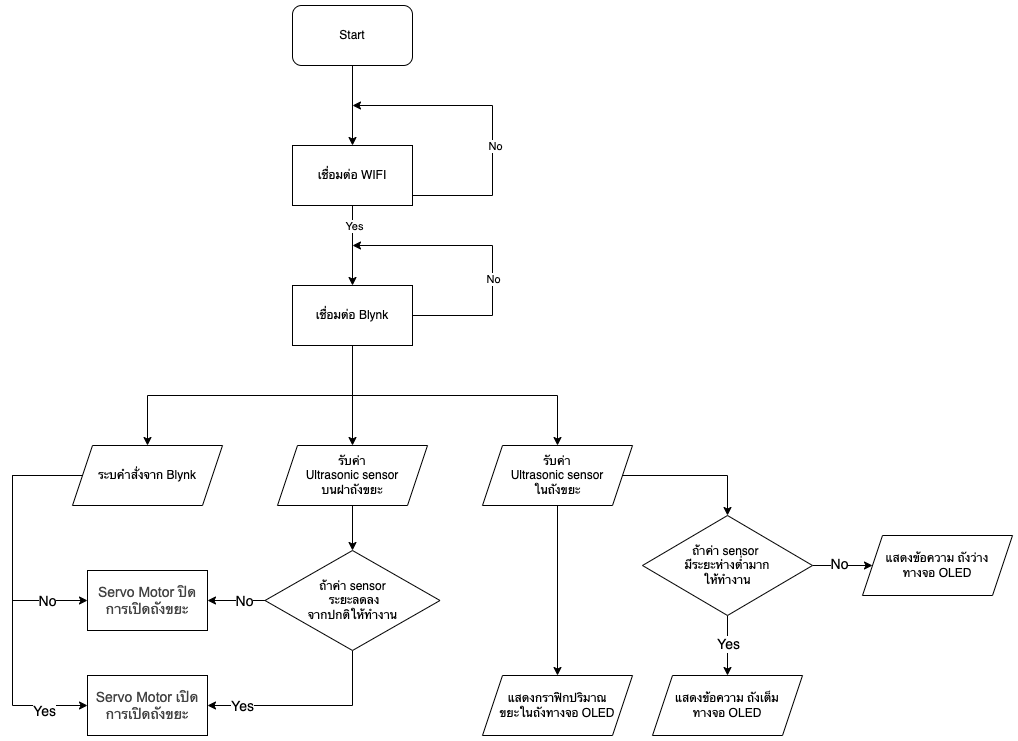 Start
No
เชื่อมต่อ WIFI
Yes
No
เชื่อมต่อ Blynk
ระบคำสั่งจาก Blynk
รับค่า
Ultrasonic sensor
บนฝาถังขยะ
รับค่า
Ultrasonic sensor
ในถังขยะ
ถ้าค่า sensor
มีระยะห่างต่ำมาก
ให้ทำงาน
No
แสดงข้อความ ถังว่าง
ทางจอ OLED
No
Servo Motor ปิด
การเปิดถังขยะ
No
ถ้าค่า sensor
ระยะลดลง
จากปกติให้ทำงาน
Yes
Yes
Servo Motor เปิด
การเปิดถังขยะ
Yes
แสดงกราฟิกปริมาณ
ขยะในถังทางจอ OLED
แสดงข้อความ ถังเต็ม
ทางจอ OLED